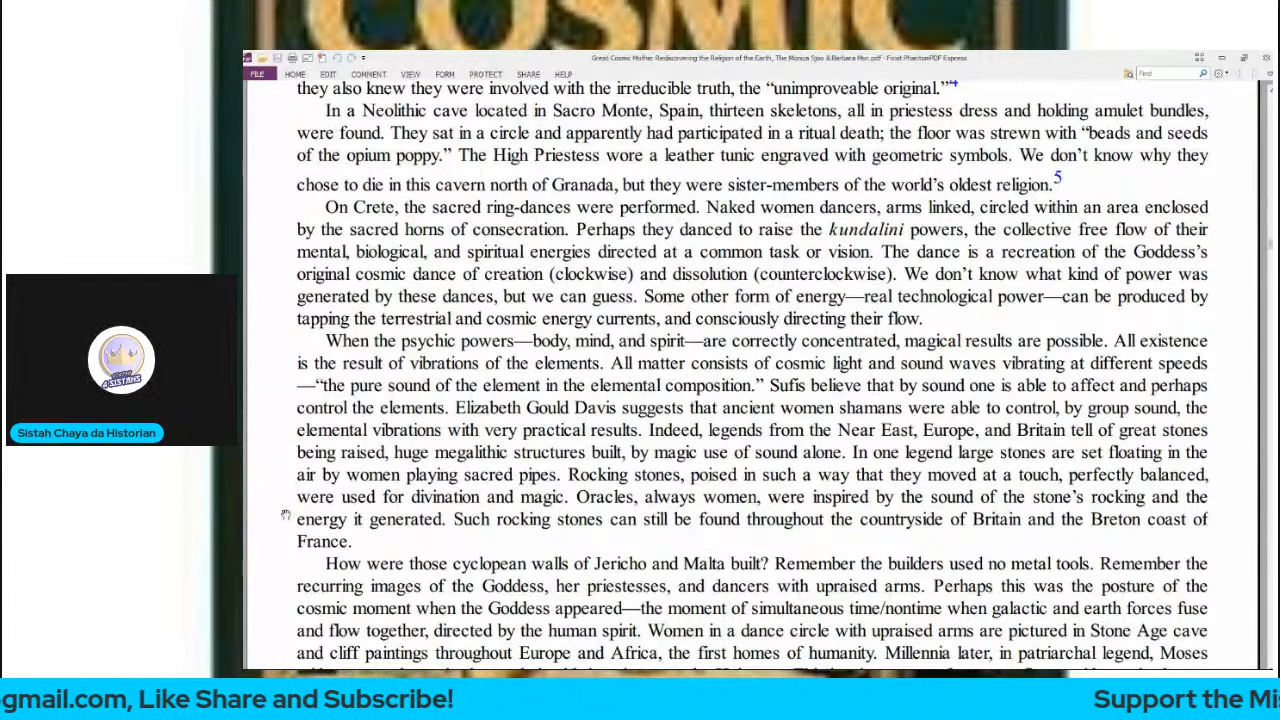 COSMIC
Great Cosmic Mother Rediscovering the Religion of the Earth, The Monica Sjoo & Barbara Mor.pdf - Foxit PhantomPDF Express
FILE HOME EDIT COMMENT VIEW FORM PROTECT SHARE HELP Find
they also knew they were involved with the irreducible truth, the “unimproveable original.”4
In a Neolithic cave located in Sacro Monte, Spain, thirteen skeletons, all in priestess dress and holding amulet bundles,
were found. They sat in a circle and apparently had participated in a ritual death; the floor was strewn with “beads and seeds
of the opium poppy.” The High Priestess wore a leather tunic engraved with geometric symbols. We don’t know why they
chose to die in this cavern north of Granada, but they were sister-members of the world’s oldest religion.5
On Crete, the sacred ring-dances were performed. Naked women dancers, arms linked, circled within an area enclosed
by the sacred horns of consecration. Perhaps they danced to raise the kundalini powers, the collective free flow of their
mental, biological, and spiritual energies directed at a common task or vision. The dance is a recreation of the Goddess’s
original cosmic dance of creation (clockwise) and dissolution (counterclockwise). We don’t know what kind of power was
generated by these dances, but we can guess. Some other form of energy—real technological power—can be produced by
tapping the terrestrial and cosmic energy currents, and consciously directing their flow.
When the psychic powers—body, mind, and spirit—are correctly concentrated, magical results are possible. All existence
is the result of vibrations of the elements. All matter consists of cosmic light and sound waves vibrating at different speeds
—“the pure sound of the element in the elemental composition.” Sufis believe that by sound one is able to affect and perhaps
control the elements. Elizabeth Gould Davis suggests that ancient women shamans were able to control, by group sound, the
elemental vibrations with very practical results. Indeed, legends from the Near East, Europe, and Britain tell of great stones
being raised, huge megalithic structures built, by magic use of sound alone. In one legend large stones are set floating in the
air by women playing sacred pipes. Rocking stones, poised in such a way that they moved at a touch, perfectly balanced,
were used for divination and magic. Oracles, always women, were inspired by the sound of the stone’s rocking and the
energy it generated. Such rocking stones can still be found throughout the countryside of Britain and the Breton coast of
France.
How were those cyclopean walls of Jericho and Malta built? Remember the builders used no metal tools. Remember the
recurring images of the Goddess, her priestesses, and dancers with upraised arms. Perhaps this was the posture of the
cosmic moment when the Goddess appeared—the moment of simultaneous time/nontime when galactic and earth forces fuse
and flow together, directed by the human spirit. Women in a dance circle with upraised arms are pictured in Stone Age cave
and cliff paintings throughout Europe and Africa, the first homes of humanity. Millennia later, in patriarchal legend, Moses
4 SISTAHS
Sistah Chaya da Historian
gmail.com, Like Share and Subscribe! Support the Mi